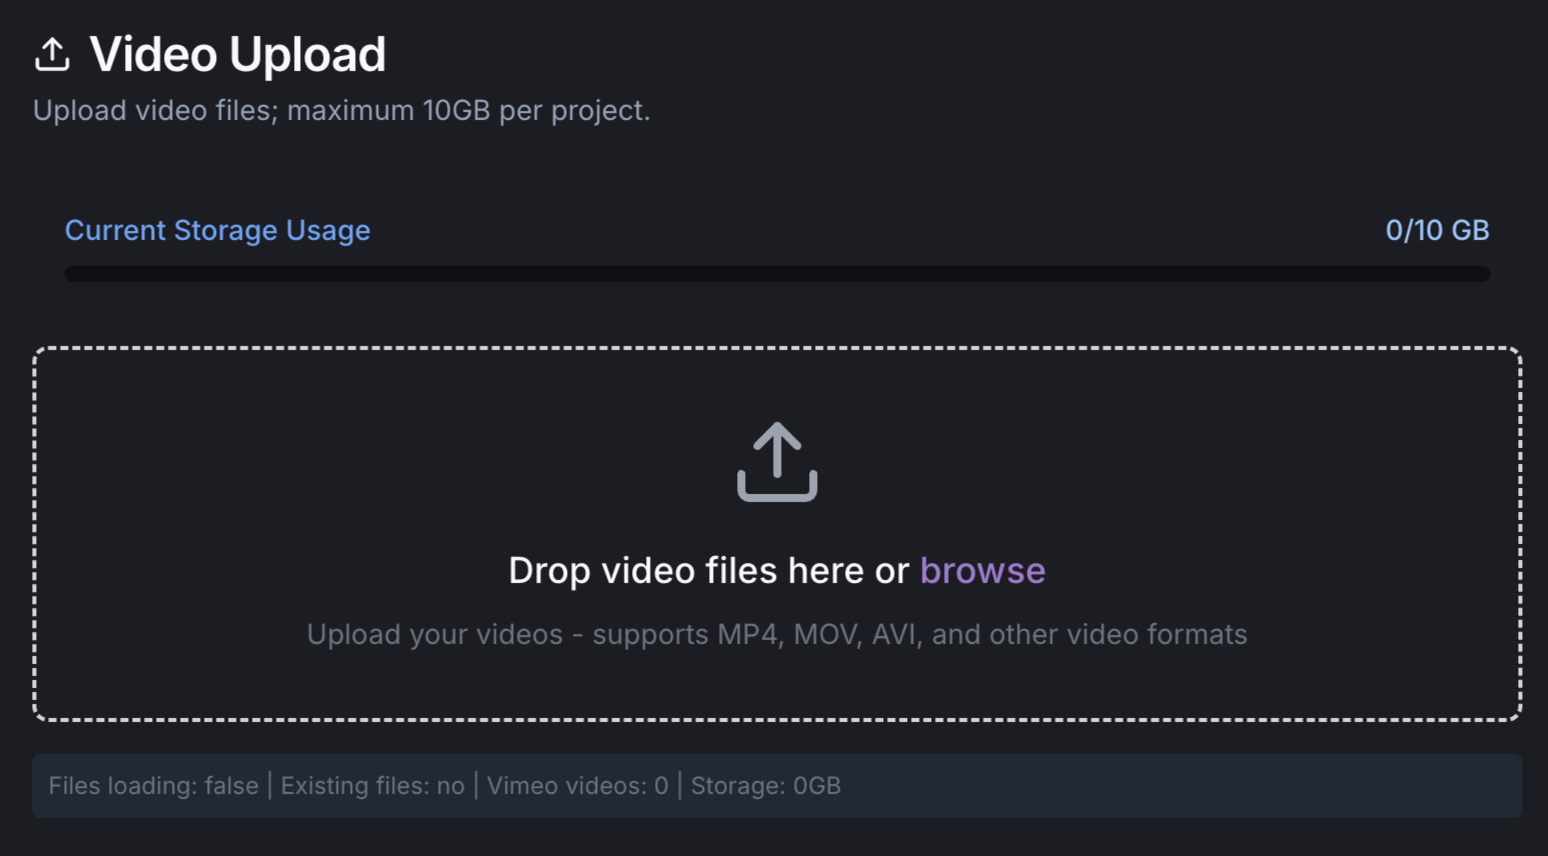 Video Upload
Upload video files; maximum 10GB per project.
Current Storage Usage
0/10 GB
Drop video files here or browse
Upload your videos - supports MP4, MOV, AVI, and other video formats
Files loading: false | Existing files: no | Vimeo videos: 0 | Storage: 0GB